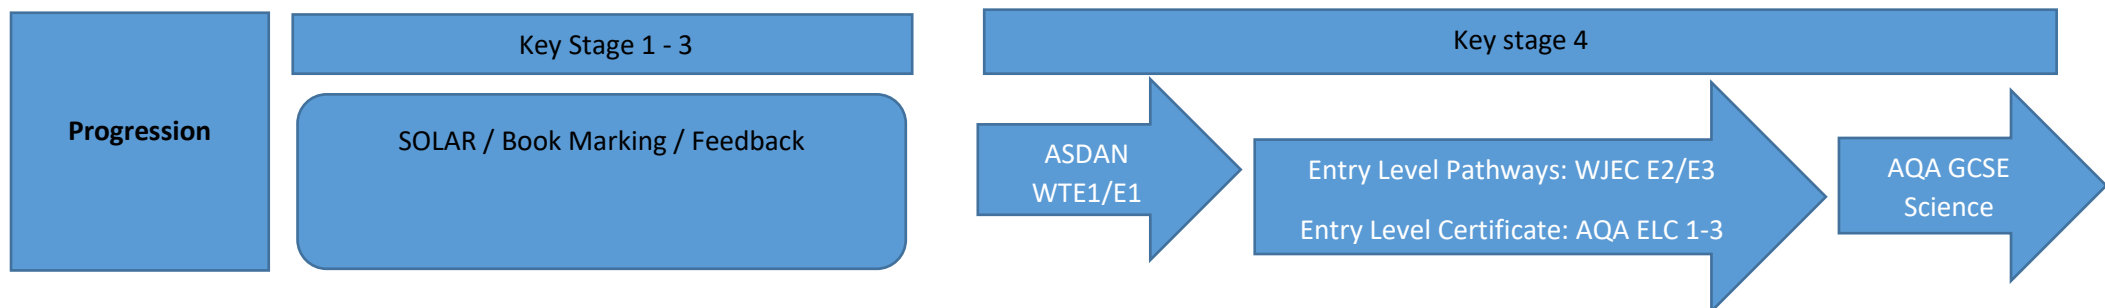 Progression
Key Stage 1 - 3
SOLAR / Book Marking / Feedback
Key stage 4
ASDAN
WTE1/E1
Entry Level Pathways: WJEC E2/E3
Entry Level Certificate: AQA ELC 1-3
AQA GCSE
Science